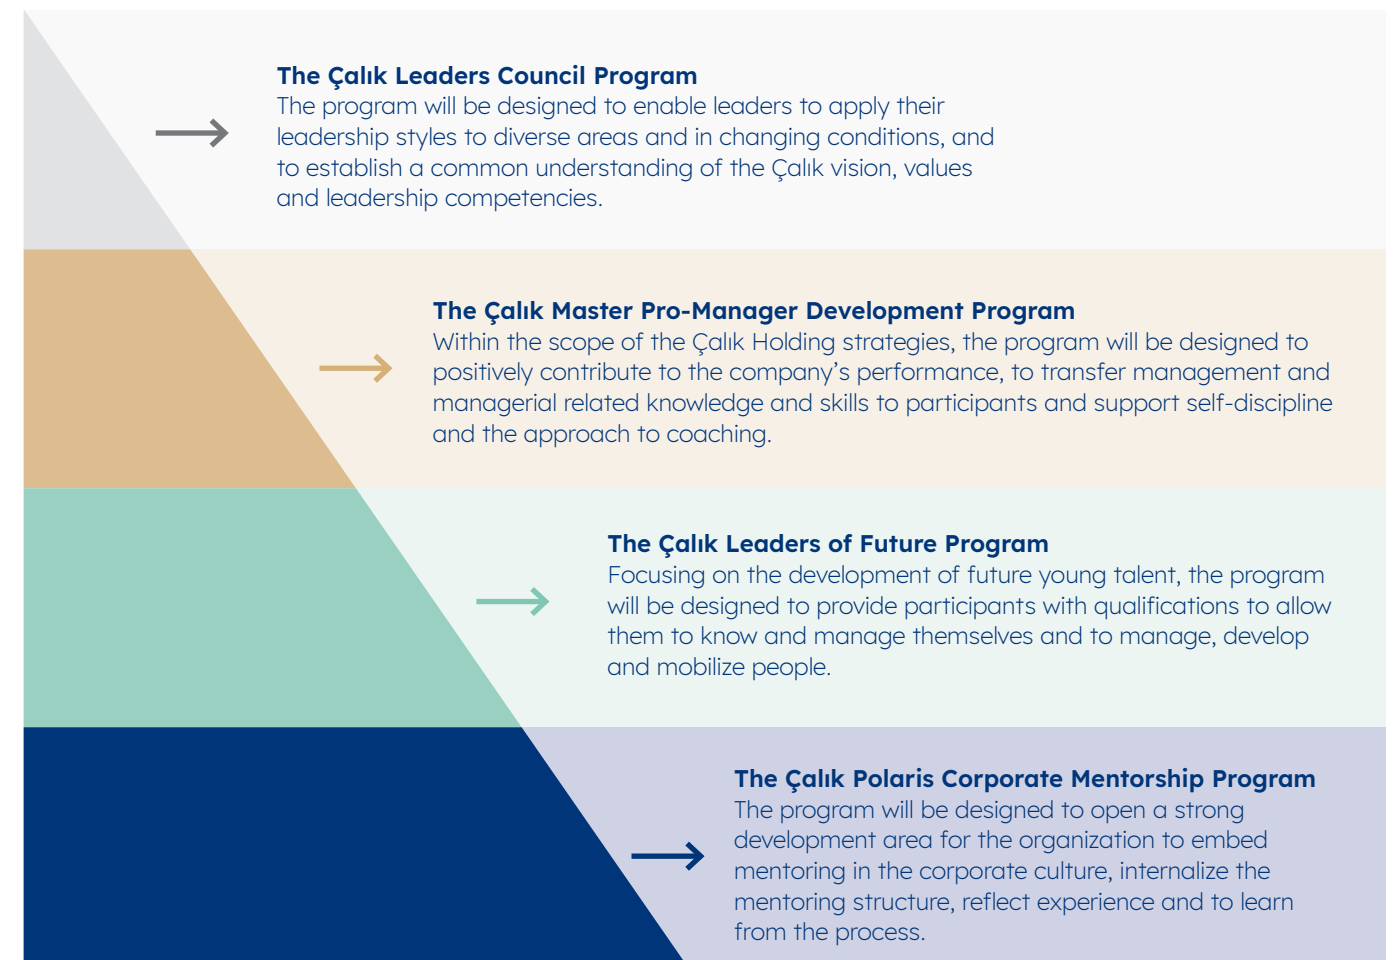 The Çalık Leaders Council Program
The program will be designed to enable leaders to apply their
leadership styles to diverse areas and in changing conditions, and
to establish a common understanding of the Çalık vision, values
and leadership competencies.
The Çalık Master Pro-Manager Development Program
Within the scope of the Çalık Holding strategies, the program will be designed to
positively contribute to the company’s performance, to transfer management and
managerial related knowledge and skills to participants and support self-discipline
and the approach to coaching.
The Çalık Leaders of Future Program
Focusing on the development of future young talent, the program
will be designed to provide participants with qualifications to allow
them to know and manage themselves and to manage, develop
and mobilize people.
The Çalık Polaris Corporate Mentorship Program
The program will be designed to open a strong
development area for the organization to embed
mentoring in the corporate culture, internalize the
mentoring structure, reflect experience and to learn
from the process.